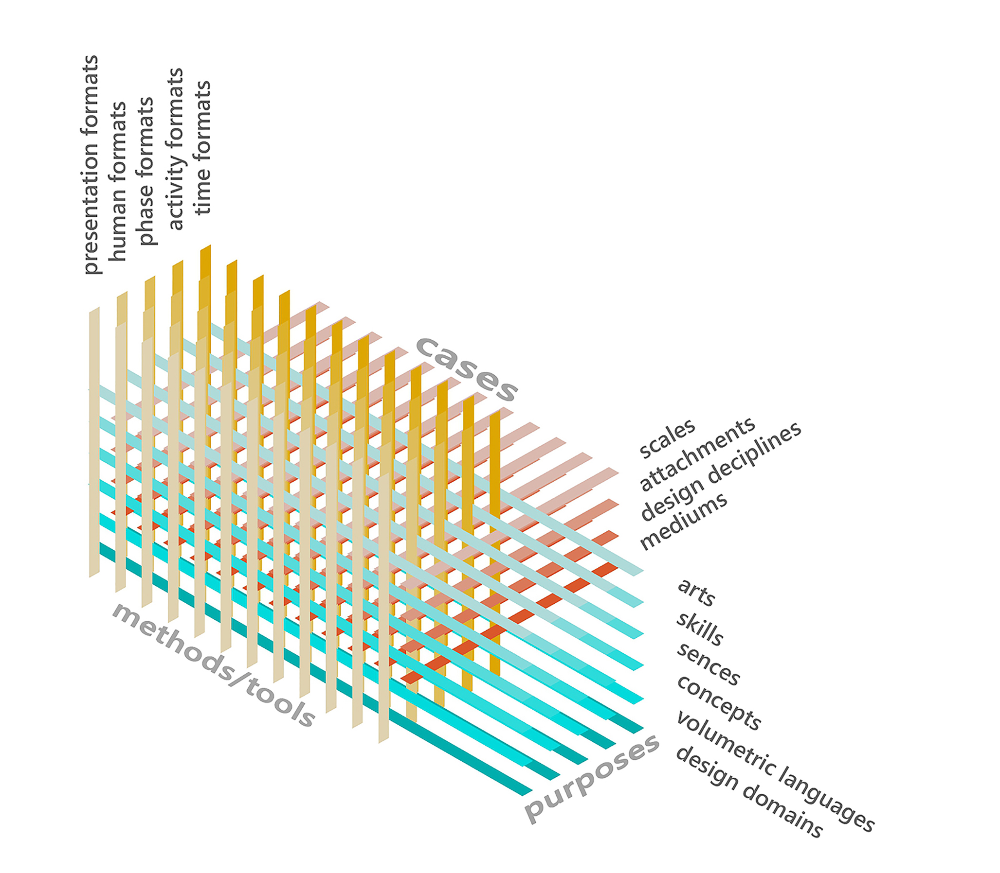 presentation formats
human formats
phase formats
activity formats
time formats
cases
scales
attachments
design deciplines
mediums
arts
skills
sences
concepts
volumetric languages
design domains
methods/tools
purposes